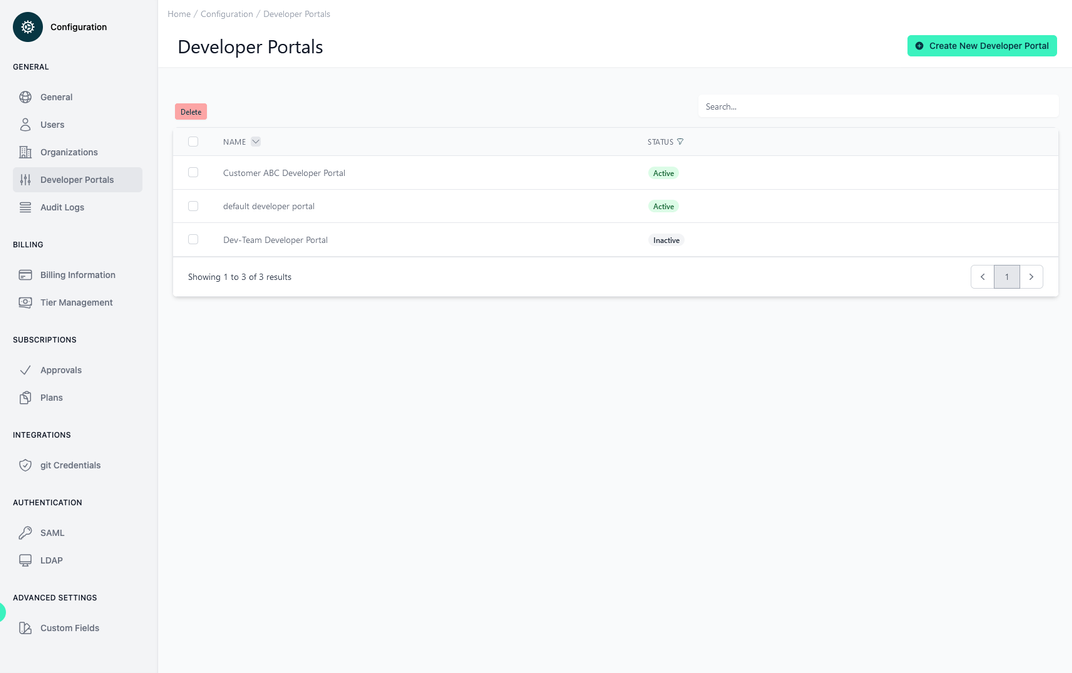 Configuration
GENERAL
General
Users
Organizations
Developer Portals
Audit Logs
BILLING
Billing Information
Tier Management
SUBSCRIPTIONS
Approvals
Plans
INTEGRATIONS
git Credentials
AUTHENTICATION
SAML
LDAP
ADVANCED SETTINGS
Custom Fields
Home / Configuration / Developer Portals
Developer Portals
Create New Developer Portal
Delete
Search...
NAME STATUS
Customer ABC Developer Portal Active
default developer portal Active
Dev-Team Developer Portal Inactive
Showing 1 to 3 of 3 results
1